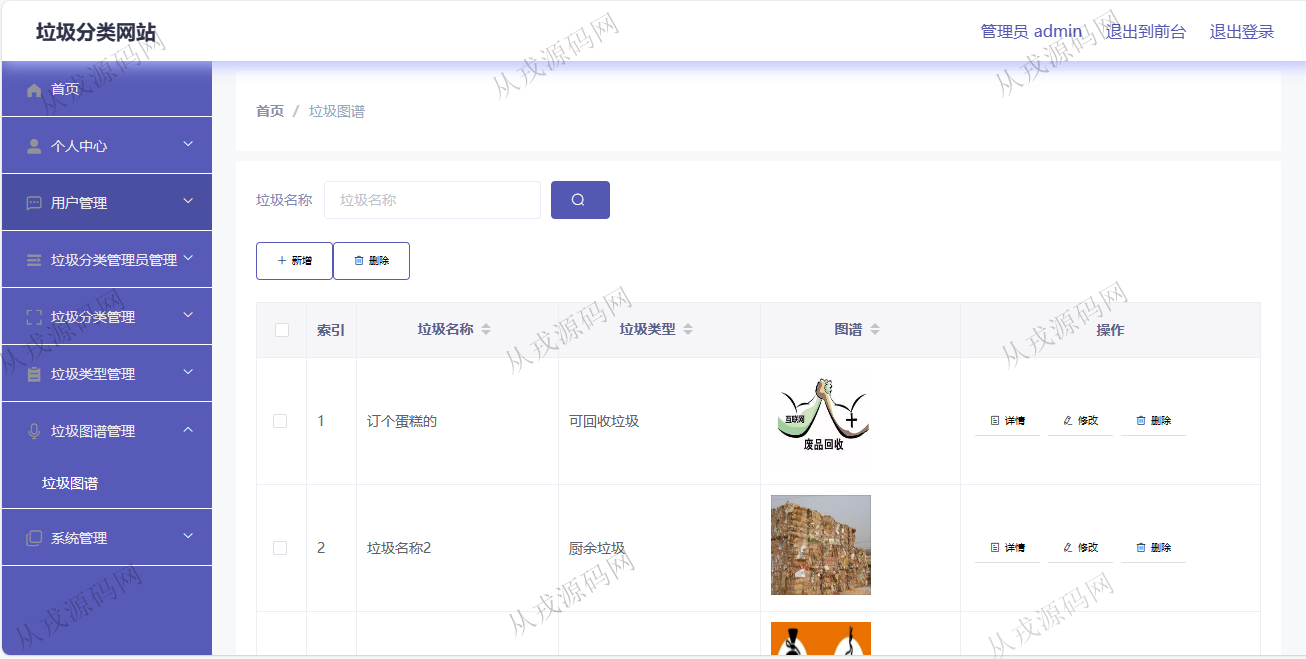 垃圾分类网站
管理员 admin 退出到前台 退出登录
首页
个人中心
用户管理
垃圾分类管理员管理
垃圾分类管理
垃圾类型管理
垃圾图谱管理
垃圾图谱
系统管理
首页 / 垃圾图谱
垃圾名称 垃圾名称
新增 删除
索引 垃圾名称 垃圾类型 图谱 操作
1 订个蛋糕的 可回收垃圾 详情 修改 删除
互联网
废品回收
2 垃圾名称2 厨余垃圾 详情 修改 删除
从戎源码网
从戎源码网
从戎源码网
从戎源码网
从戎源码网
从戎源码网
从戎源码网
从戎源码网
从戎源码网